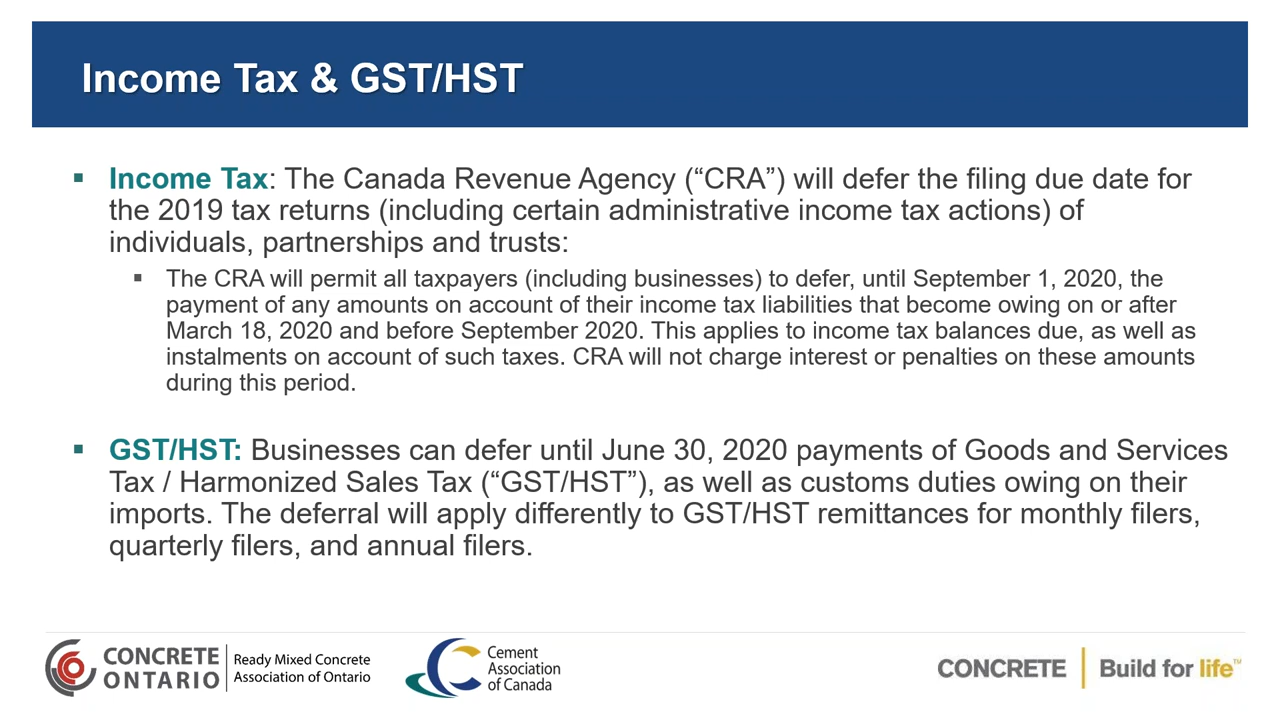 Income Tax & GST/HST
▪ Income Tax: The Canada Revenue Agency (“CRA”) will defer the filing due date for
the 2019 tax returns (including certain administrative income tax actions) of
individuals, partnerships and trusts:
▪ The CRA will permit all taxpayers (including businesses) to defer, until September 1, 2020, the
payment of any amounts on account of their income tax liabilities that become owing on or after
March 18, 2020 and before September 2020. This applies to income tax balances due, as well as
instalments on account of such taxes. CRA will not charge interest or penalties on these amounts
during this period.
▪ GST/HST: Businesses can defer until June 30, 2020 payments of Goods and Services
Tax / Harmonized Sales Tax (“GST/HST”), as well as customs duties owing on their
imports. The deferral will apply differently to GST/HST remittances for monthly filers,
quarterly filers, and annual filers.
CONCRETE
ONTARIO
Ready Mixed Concrete
Association of Ontario
Cement
Association
of Canada
CONCRETE | Build for life™